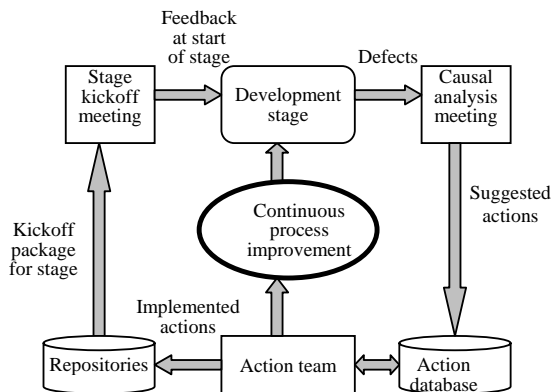 Feedback
at start
of stage
Stage
kickoff
meeting
Development
stage
Defects
Causal
analysis
meeting
Continuous
process
improvement
Suggested
actions
Kickoff
package
for stage
Implemented
actions
Repositories
Action team
Action
database